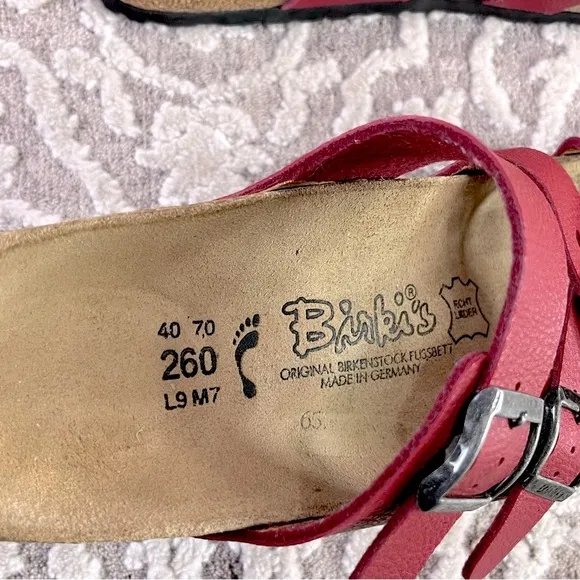 40 7,0
260
L9 M7
Birki's®
ECHT
LEDER
ORIGINAL BIRKENSTOCK FUSSBETT
MADE IN GERMANY
65